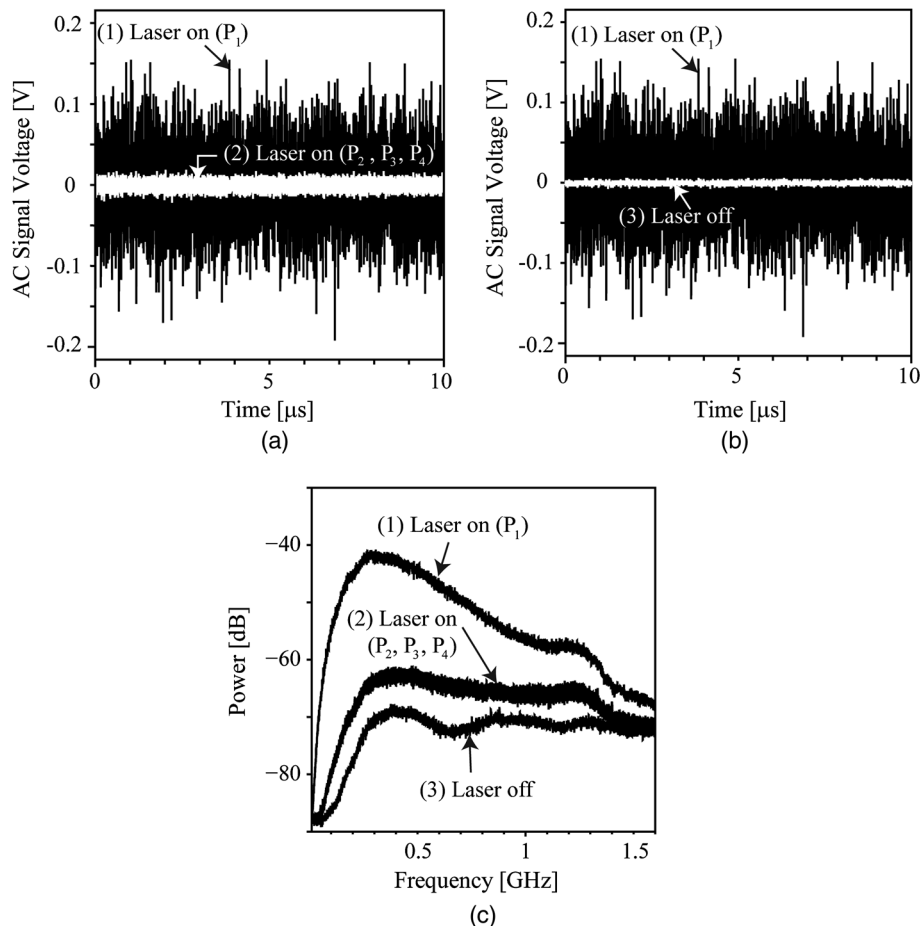 0.2
(1) Laser on (P₁)
0.1
AC Signal Voltage [V]
(2) Laser on (P₂ , P₃, P₄)
0
-0.1
-0.2
0
5
10
Time [μs]
(a)
0.2
(1) Laser on (P₁)
0.1
AC Signal Voltage [V]
0
(3) Laser off
-0.1
-0.2
0
5
10
Time [μs]
(b)
(1) Laser on (P₁)
−40
(2) Laser on
(P₂, P₃, P₄)
Power [dB]
−60
−80
(3) Laser off
0.5
1
1.5
Frequency [GHz]
(c)